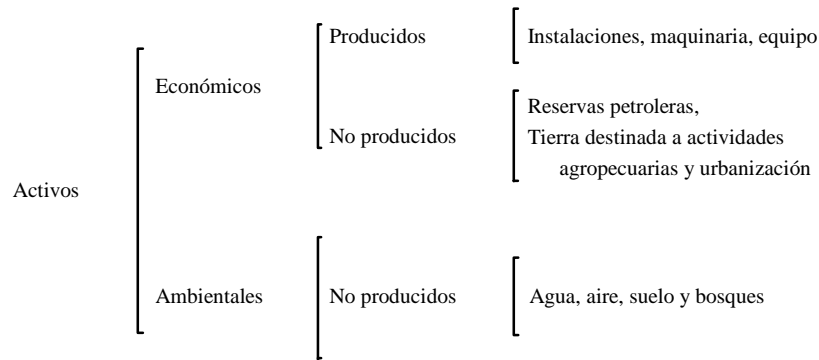 Producidos
Instalaciones, maquinaria, equipo
Económicos
Reservas petroleras,
No producidos
Tierra destinada a actividades
agropecuarias y urbanización
Activos
Ambientales
No producidos
Agua, aire, suelo y bosques